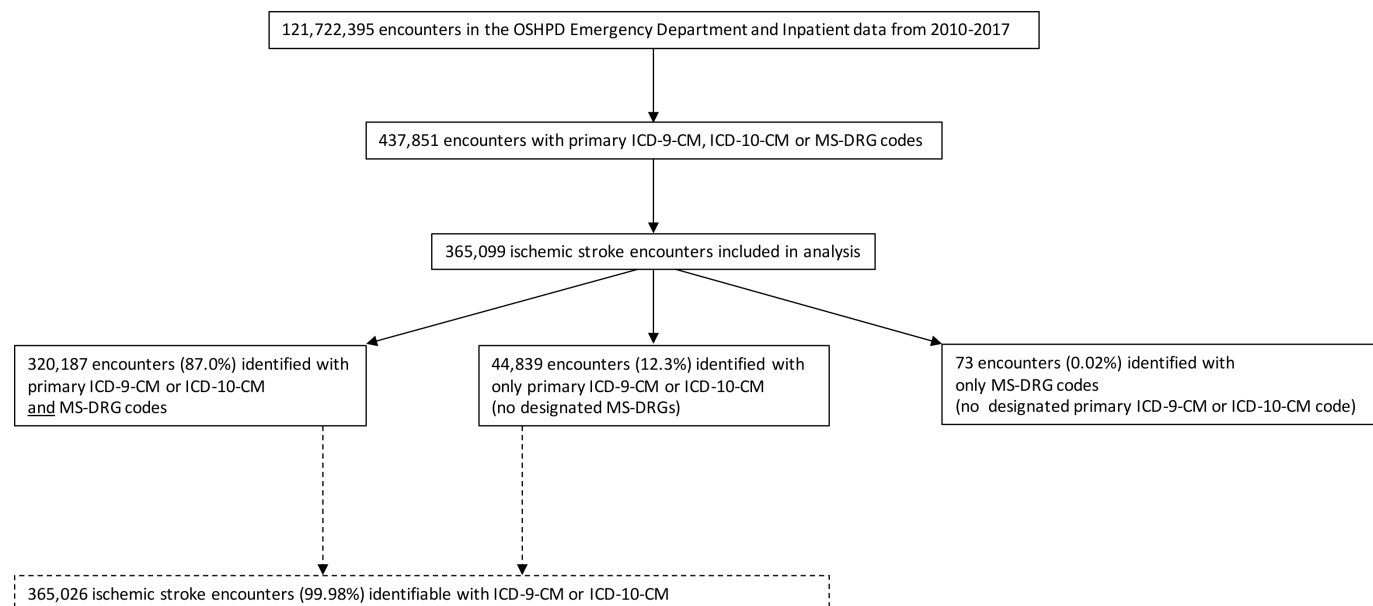 121,722,395 encounters in the OSHPD Emergency Department and Inpatient data from 2010-2017
437,851 encounters with primary ICD-9-CM, ICD-10-CM or MS-DRG codes
365,099 ischemic stroke encounters included in analysis
320,187 encounters (87.0%) identified with
primary ICD-9-CM or ICD-10-CM
and MS-DRG codes
44,839 encounters (12.3%) identified with
only primary ICD-9-CM or ICD-10-CM
(no designated MS-DRGs)
73 encounters (0.02%) identified with
only MS-DRG codes
(no designated primary ICD-9-CM or ICD-10-CM code)
365,026 ischemic stroke encounters (99.98%) identifiable with ICD-9-CM or ICD-10-CM